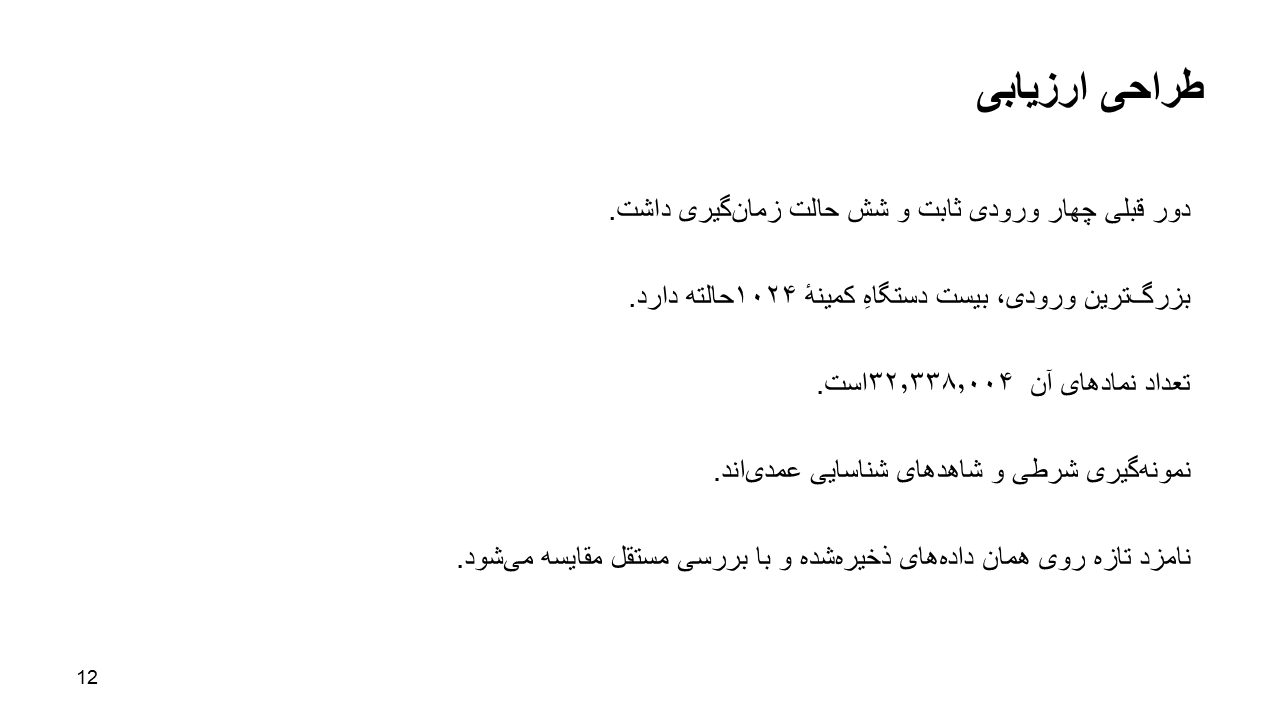 طراحی ارزیابی
دور قبلی چهار ورودی ثابت و شش حالت زمان‌گیری داشت.
بزرگ‌ترین ورودی، بیست دستگاهِ کمینهٔ ۱۰۲۴حالته دارد.
تعداد نمادهای آن ۳۲,۳۳۸,۰۰۴است.
نمونه‌گیری شرطی و شاهدهای شناسایی عمدی‌اند.
نامزد تازه روی همان داده‌های ذخیره‌شده و با بررسی مستقل مقایسه می‌شود.
12